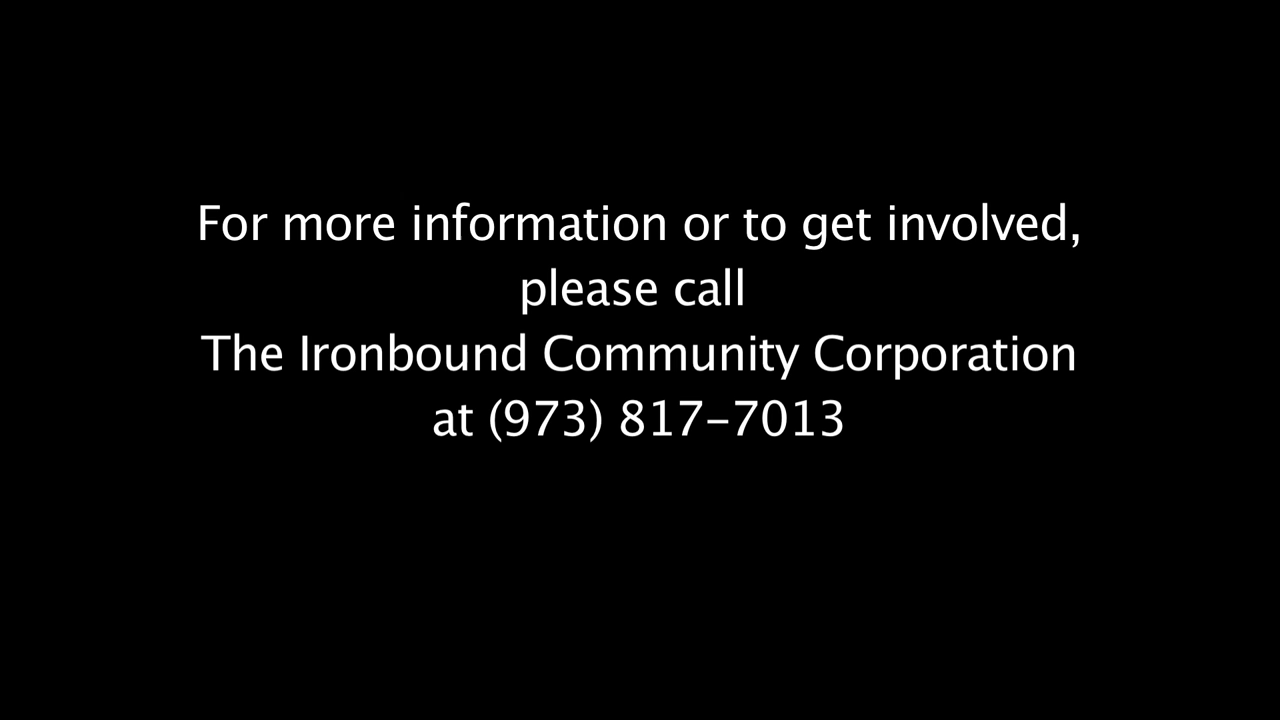 For more information or to get involved,
please call
The Ironbound Community Corporation
at (973) 817-7013